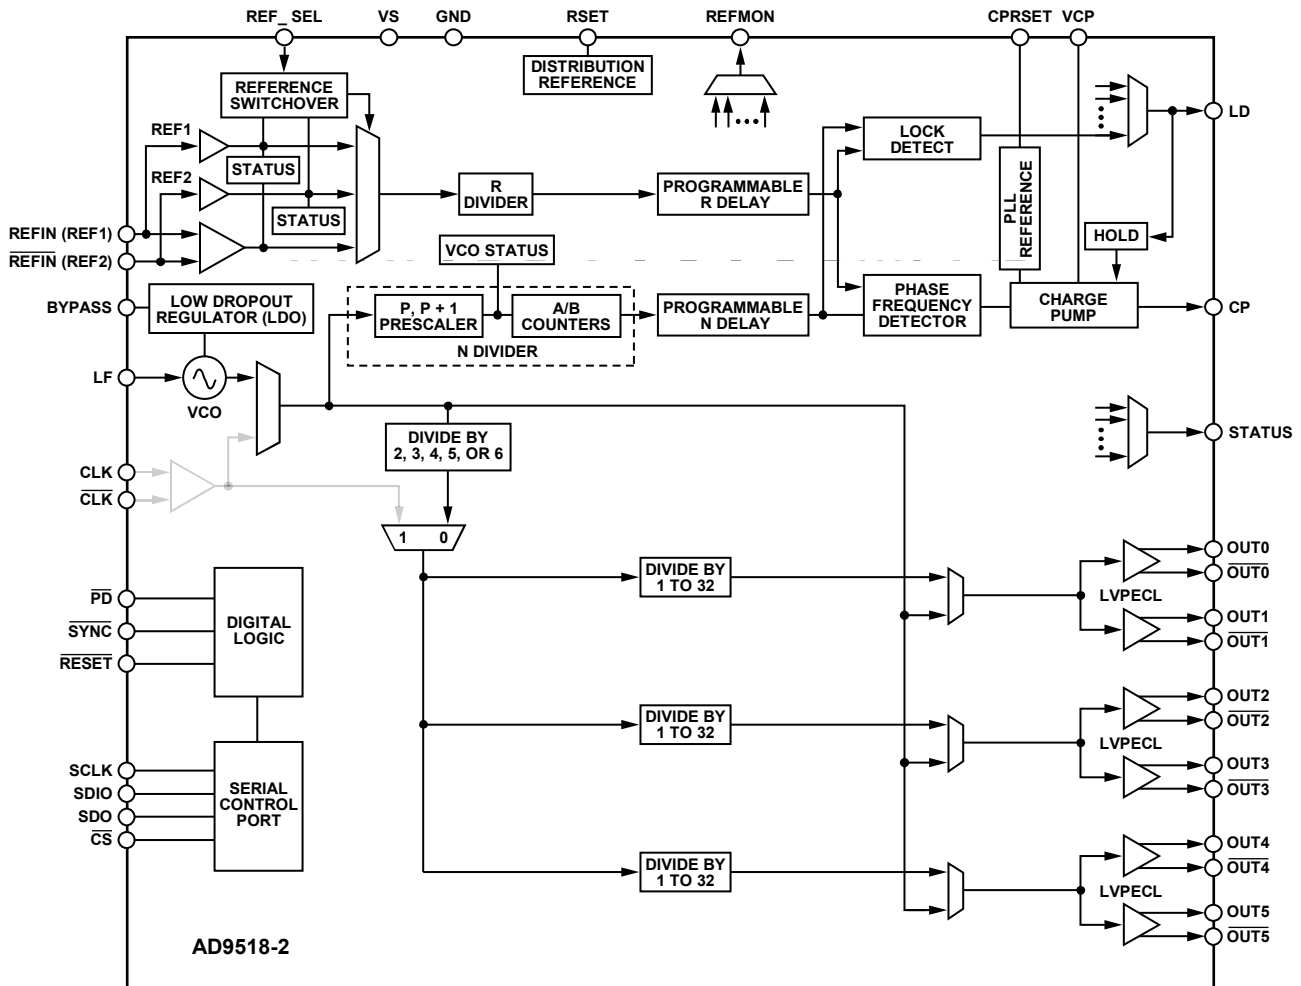 REF_ SEL
VS
GND
RSET
REFMON
CPRSET
VCP
DISTRIBUTION
REFERENCE
REFERENCE
SWITCHOVER
REF1
STATUS
REF2
STATUS
R
DIVIDER
PROGRAMMABLE
R DELAY
LOCK
DETECT
LD
PLL
REFERENCE
HOLD
REFIN (REF1)
REFIN (REF2)
BYPASS
LOW DROPOUT
REGULATOR (LDO)
VCO STATUS
P, P + 1
PRESCALER
A/B
COUNTERS
N DIVIDER
PROGRAMMABLE
N DELAY
PHASE
FREQUENCY
DETECTOR
CHARGE
PUMP
CP
LF
VCO
STATUS
DIVIDE BY
2, 3, 4, 5, OR 6
CLK
CLK
1
0
DIVIDE BY
1 TO 32
LVPECL
OUT0
OUT0
OUT1
OUT1
PD
SYNC
RESET
DIGITAL
LOGIC
DIVIDE BY
1 TO 32
LVPECL
OUT2
OUT2
OUT3
OUT3
SCLK
SDIO
SDO
CS
SERIAL
CONTROL
PORT
DIVIDE BY
1 TO 32
LVPECL
OUT4
OUT4
OUT5
OUT5
AD9518-2